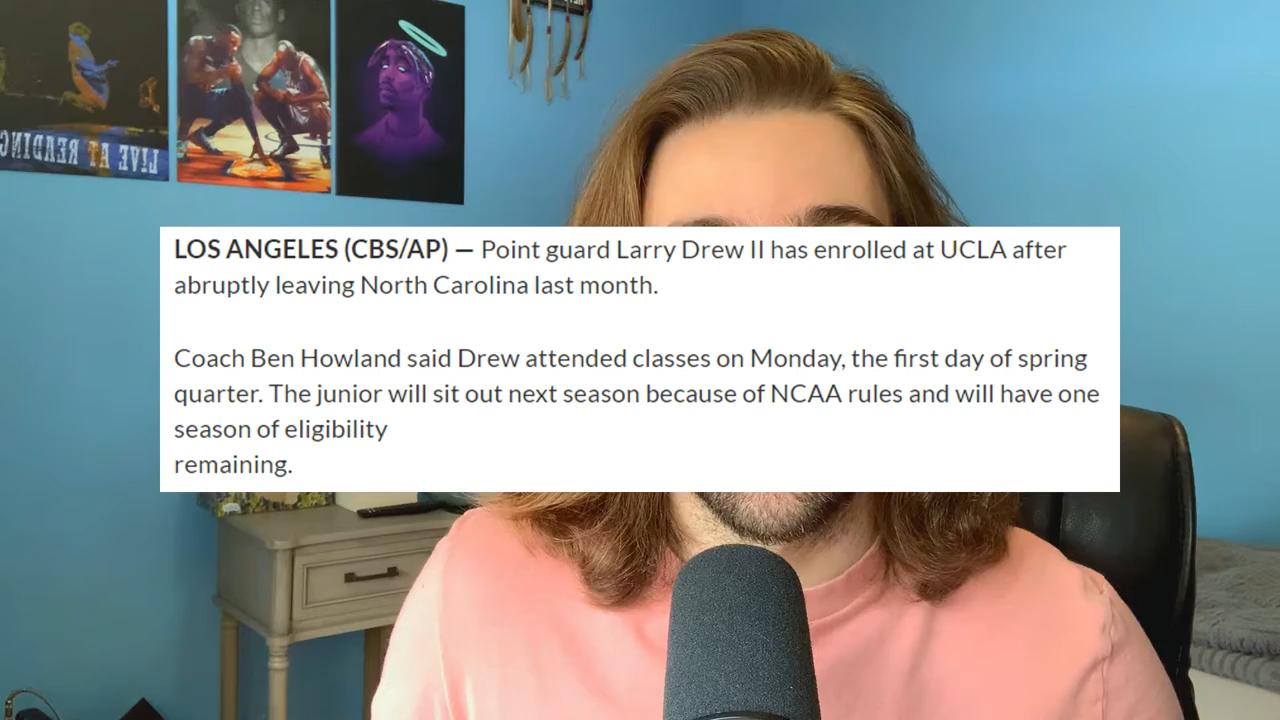 LIVE AT READING
LOS ANGELES (CBS/AP) — Point guard Larry Drew II has enrolled at UCLA after
abruptly leaving North Carolina last month.
Coach Ben Howland said Drew attended classes on Monday, the first day of spring
quarter. The junior will sit out next season because of NCAA rules and will have one
season of eligibility
remaining.